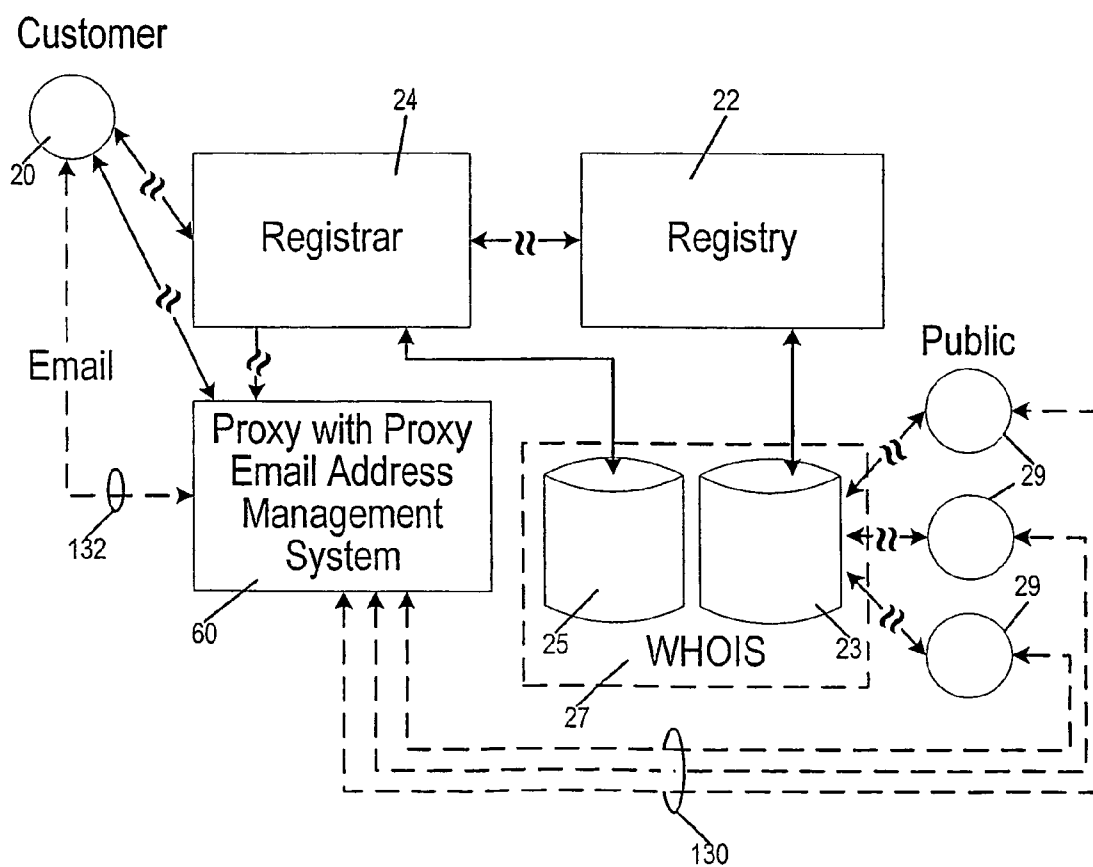 Customer
24
22
20
Registrar
Registry
Email
Public
Proxy with Proxy
Email Address
Management
System
29
29
132
60
25
WHOIS
23
29
27
130